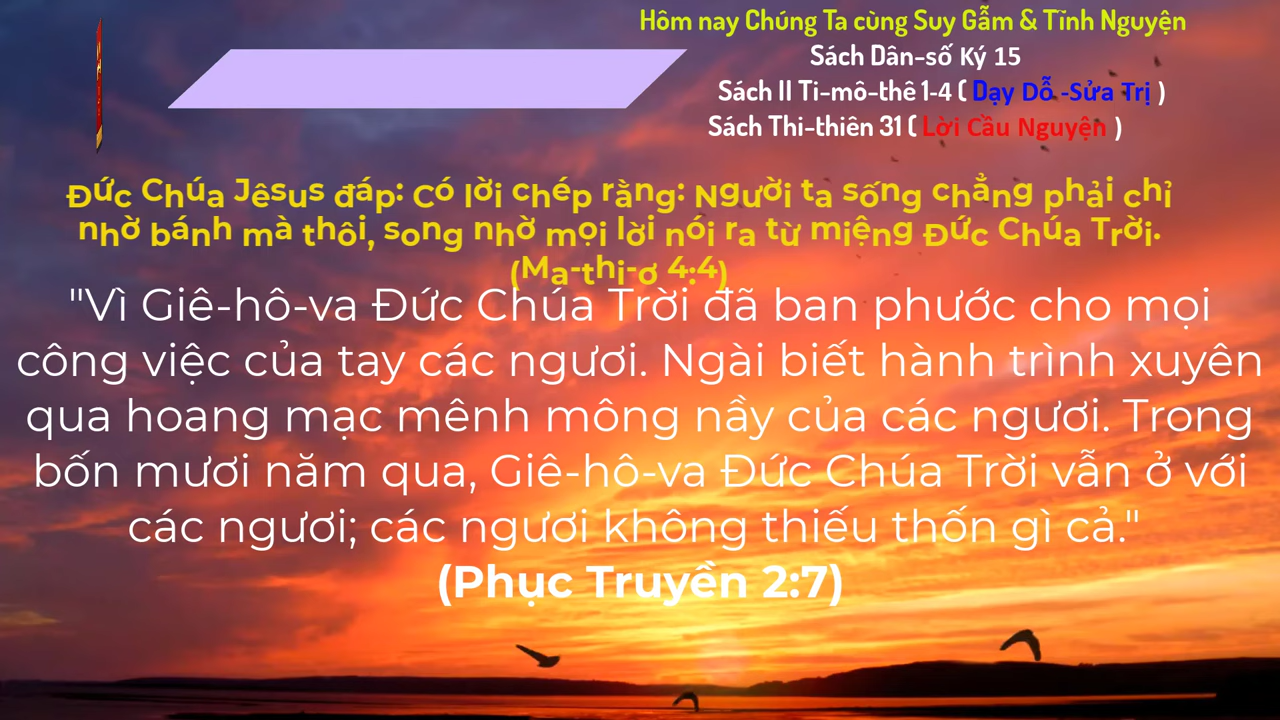 Hôm nay Chúng Ta cùng Suy Gẫm & Tĩnh Nguyện
Sách Dân-số Ký 15
Sách II Ti-mô-thê 1-4 ( Dạy Dỗ -Sửa Trị )
Sách Thi-thiên 31 ( Lời Cầu Nguyện )
Đức Chúa Jêsus đáp: Có lời chép rằng: Người ta sống chẳng phải chỉ
nhờ bánh mà thôi, song nhờ mọi lời nói ra từ miệng Đức Chúa Trời.
(Ma-thi-ơ 4:4)
"Vì Giê-hô-va Đức Chúa Trời đã ban phước cho mọi
công việc của tay các ngươi. Ngài biết hành trình xuyên
qua hoang mạc mênh mông nầy của các ngươi. Trong
bốn mươi năm qua, Giê-hô-va Đức Chúa Trời vẫn ở với
các ngươi; các ngươi không thiếu thốn gì cả."
(Phục Truyền 2:7)